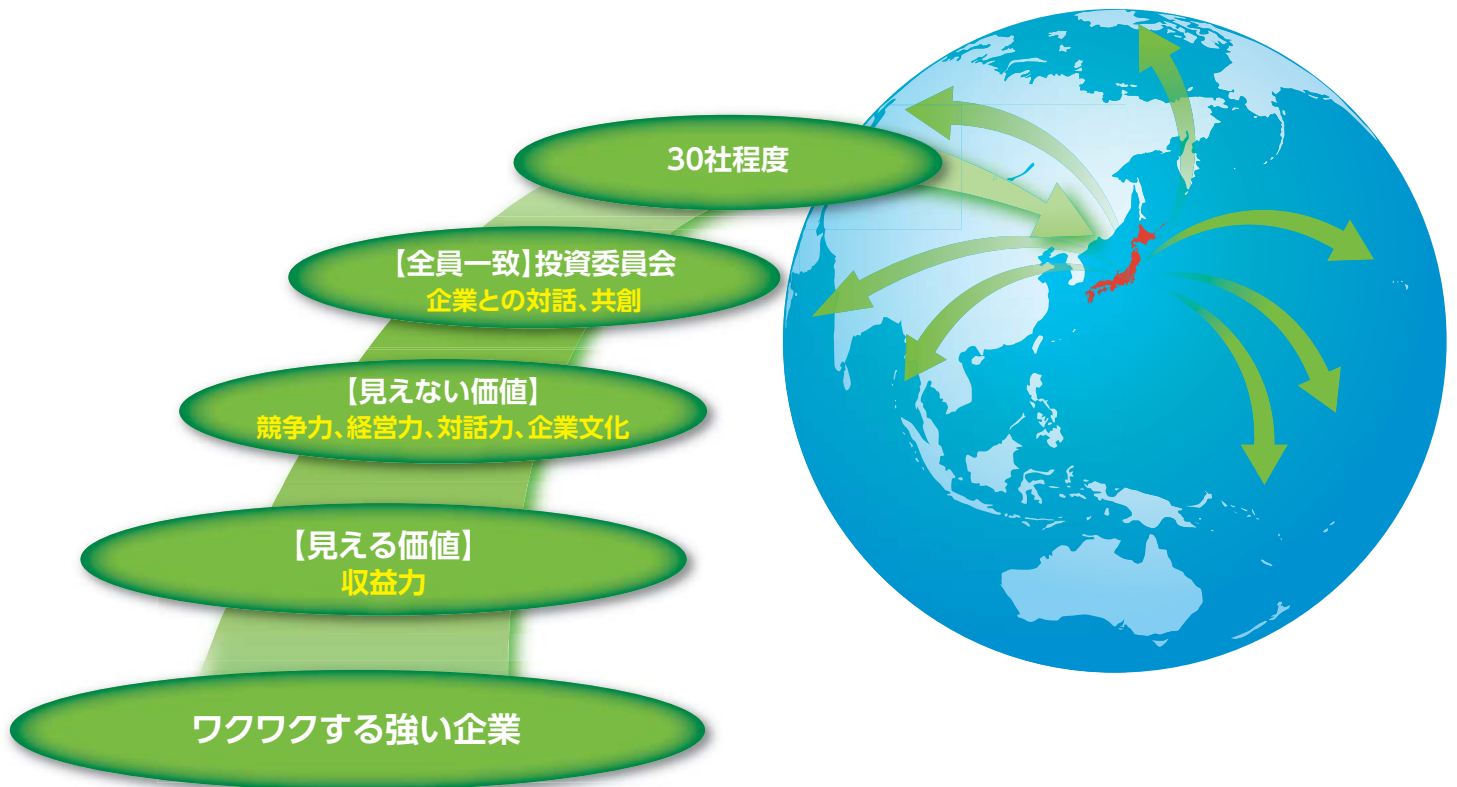 30社程度
【全員一致】投資委員会
企業との対話、共創
【見えない価値】
競争力、経営力、対話力、企業文化
【見える価値】
収益力
ワクワクする強い企業